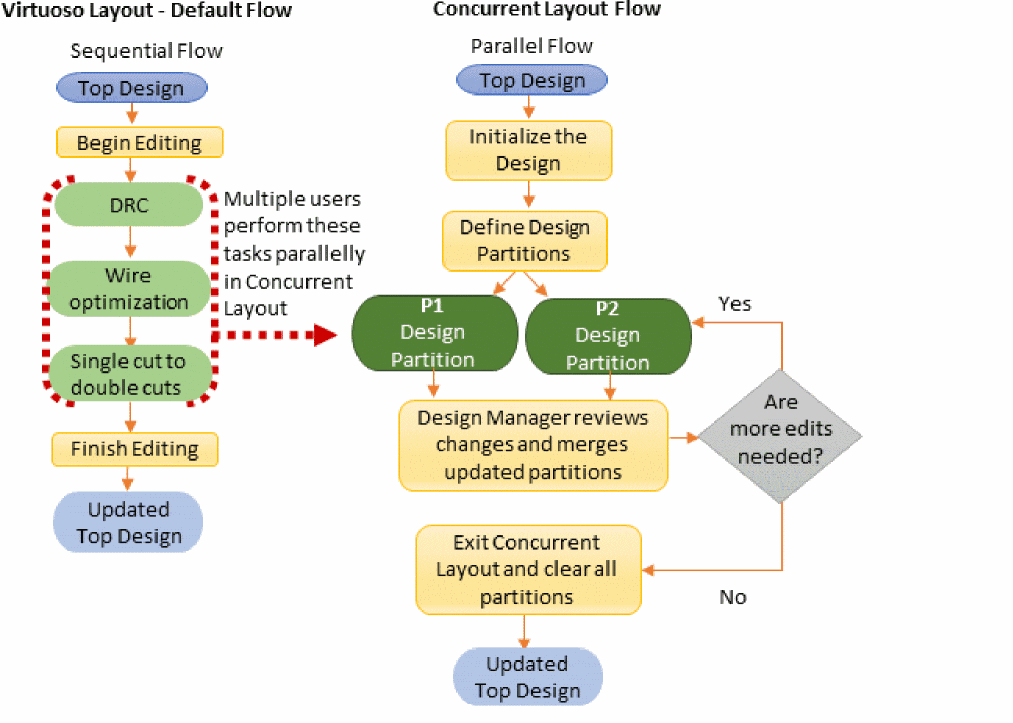 Virtuoso Layout - Default Flow
Sequential Flow
Top Design
Begin Editing
DRC
Wire
optimization
Single cut to
double cuts
Finish Editing
Updated
Top Design
Multiple users
perform these
tasks parallelly
in Concurrent
Layout
Concurrent Layout Flow
Parallel Flow
Top Design
Initialize the
Design
Define Design
Partitions
P1
Design
Partition
P2
Design
Partition
Design Manager reviews
changes and merges
updated partitions
Are
more edits
needed?
Yes
No
Exit Concurrent
Layout and clear all
partitions
Updated
Top Design